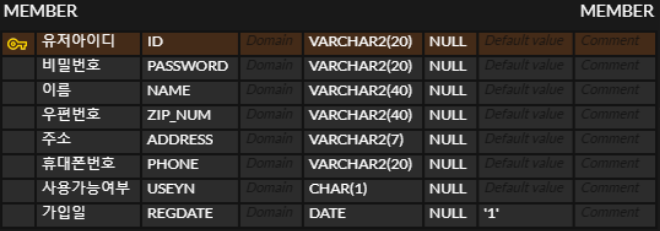 MEMBER MEMBER
유저아이디 ID Domain VARCHAR2(20) NULL Default value Comment
비밀번호 PASSWORD Domain VARCHAR2(20) NULL Default value Comment
이름 NAME Domain VARCHAR2(40) NULL Default value Comment
우편번호 ZIP_NUM Domain VARCHAR2(40) NULL Default value Comment
주소 ADDRESS Domain VARCHAR2(7) NULL Default value Comment
휴대폰번호 PHONE Domain VARCHAR2(20) NULL Default value Comment
사용가능여부 USEYN Domain CHAR(1) NULL Default value Comment
가입일 REGDATE Domain DATE NULL '1' Comment